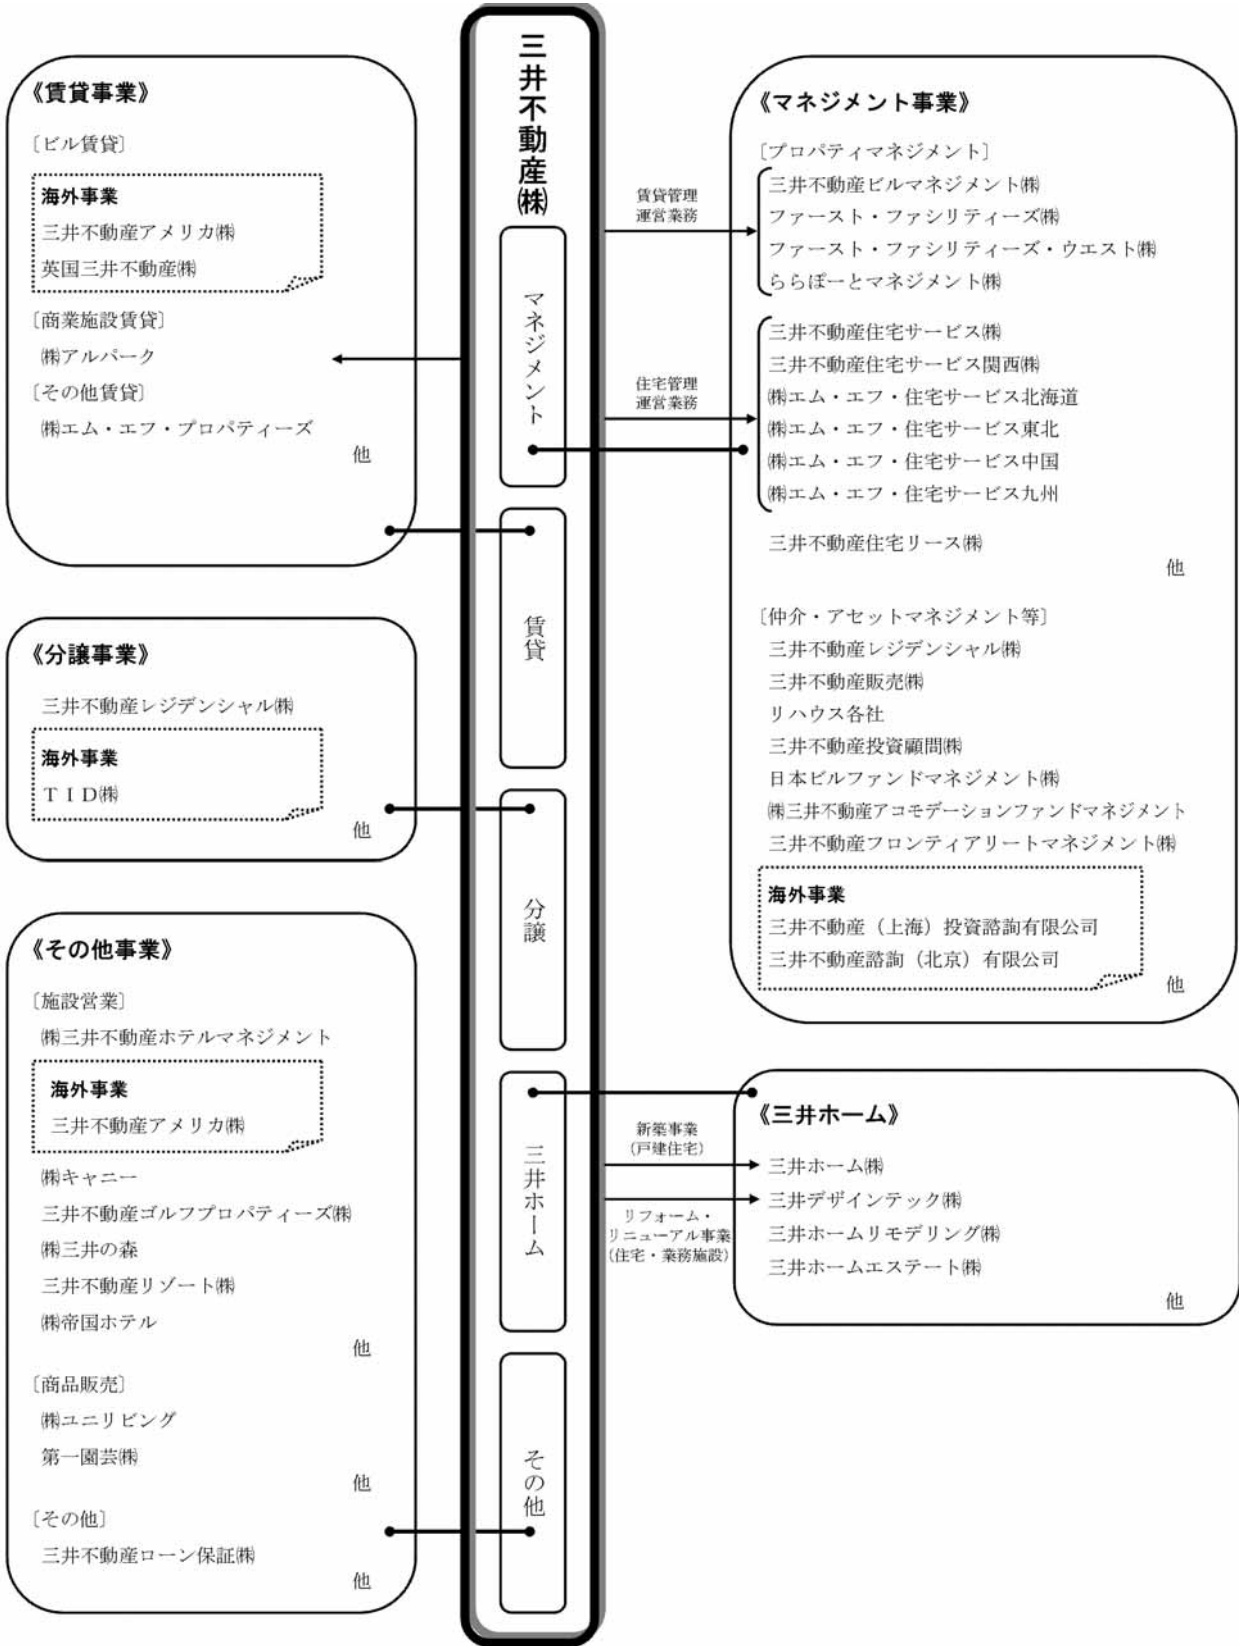 三井不動産㈱
マネジメント
賃貸
分譲
三井ホーム
その他
《賃貸事業》
〔ビル賃貸〕
海外事業
三井不動産アメリカ㈱
英国三井不動産㈱
〔商業施設賃貸〕
㈱アルパーク
〔その他賃貸〕
㈱エム・エフ・プロパティーズ
他
《分譲事業》
三井不動産レジデンシャル㈱
海外事業
ＴＩＤ㈱
他
《その他事業》
〔施設営業〕
㈱三井不動産ホテルマネジメント
海外事業
三井不動産アメリカ㈱
㈱キャニー
三井不動産ゴルフプロパティーズ㈱
㈱三井の森
三井不動産リゾート㈱
㈱帝国ホテル
他
〔商品販売〕
㈱ユニリビング
第一園芸㈱
他
〔その他〕
三井不動産ローン保証㈱
他
賃貸管理
運営業務
住宅管理
運営業務
《マネジメント事業》
〔プロパティマネジメント〕
三井不動産ビルマネジメント㈱
ファースト・ファシリティーズ㈱
ファースト・ファシリティーズ・ウエスト㈱
ららぽーとマネジメント㈱
三井不動産住宅サービス㈱
三井不動産住宅サービス関西㈱
㈱エム・エフ・住宅サービス北海道
㈱エム・エフ・住宅サービス東北
㈱エム・エフ・住宅サービス中国
㈱エム・エフ・住宅サービス九州
三井不動産住宅リース㈱
他
〔仲介・アセットマネジメント等〕
三井不動産レジデンシャル㈱
三井不動産販売㈱
リハウス各社
三井不動産投資顧問㈱
日本ビルファンドマネジメント㈱
㈱三井不動産アコモデーションファンドマネジメント
三井不動産フロンティアリートマネジメント㈱
海外事業
三井不動産（上海）投資諮詢有限公司
三井不動産諮詢（北京）有限公司
他
新築事業
（戸建住宅）
リフォーム・
リニューアル事業
（住宅・業務施設）
《三井ホーム》
三井ホーム㈱
三井デザインテック㈱
三井ホームリモデリング㈱
三井ホームエステート㈱
他